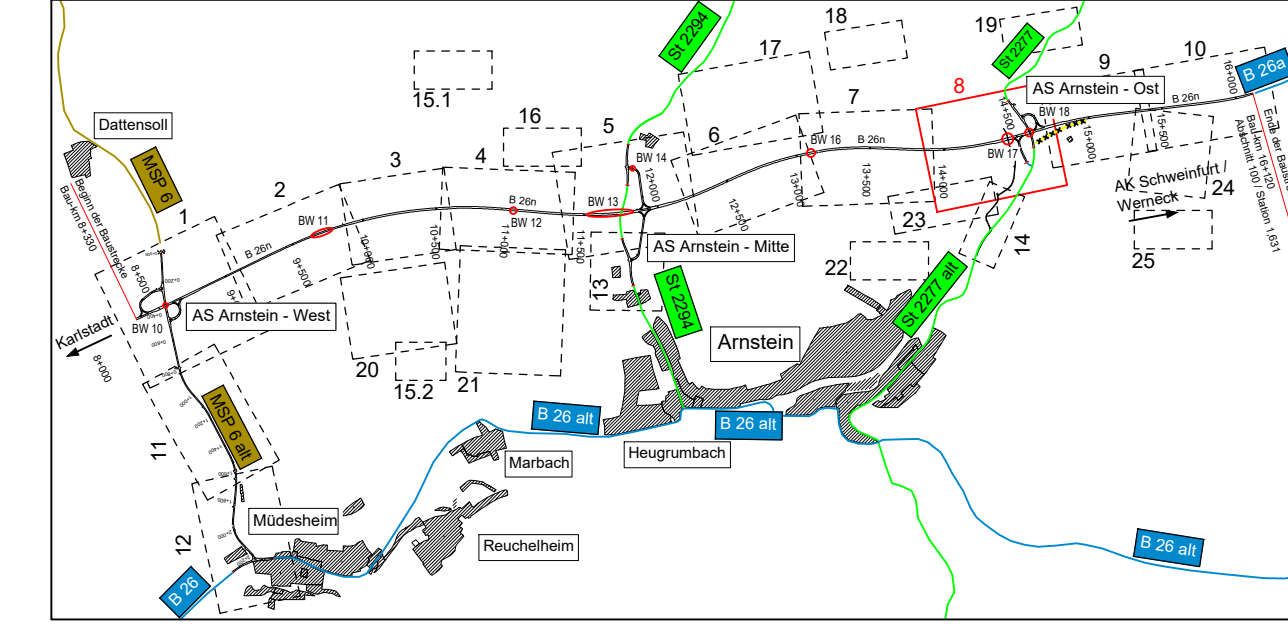 St 2294
18
19
17
St 2277
9
10
B 26a
15.1
16
5
6
7
8
AS Arnstein - Ost
16+000
Dattensoll
MSP 6
3
4
2
1
BW 14
12+000
BW 16
B 26n
14+500
BW 18
BW 17
B 26n
15+000
15+500
Ende der Baust
Bau-km 16+120
Abschnitt 100 / Station 1,631
Beginn der Baustrecke
Bau-km 8+330
BW 13
B 26n
BW 12
BW 11
B 26n
13+000
13+500
14+000
12+500
AK Schweinfurt /
Werneck
24
23
25
14
22
8+500
9+500
10+500
11+000
11+500
AS Arnstein - Mitte
13
St 2294
St 2277 alt
AS Arnstein - West
BW 10
Karlstadt
8+000
20
15.2
21
Arnstein
MSP 6 alt
11
B 26 alt
B 26 alt
Marbach
Heugrumbach
Müdesheim
Reuchelheim
12
B 26
B 26 alt